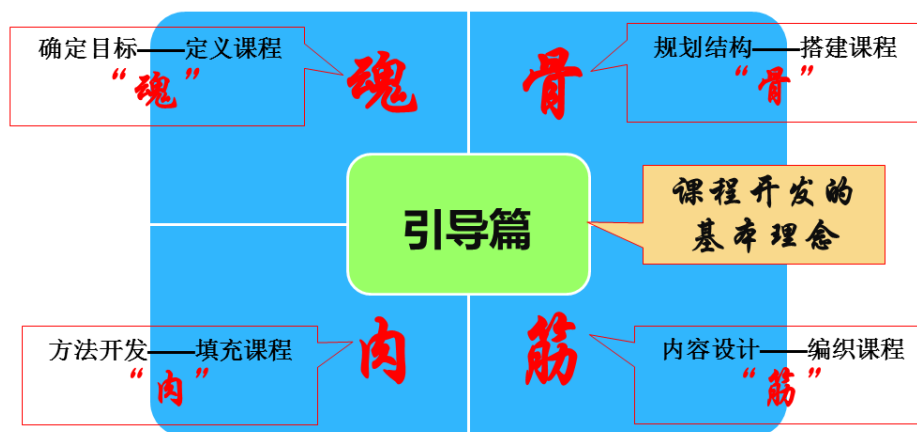 确定目标——定义课程
“魂”
魂
骨
规划结构——搭建课程
“骨”
引导篇
课程开发的
基本理念
方法开发——填充课程
“肉”
肉
筋
内容设计——编织课程
“筋”